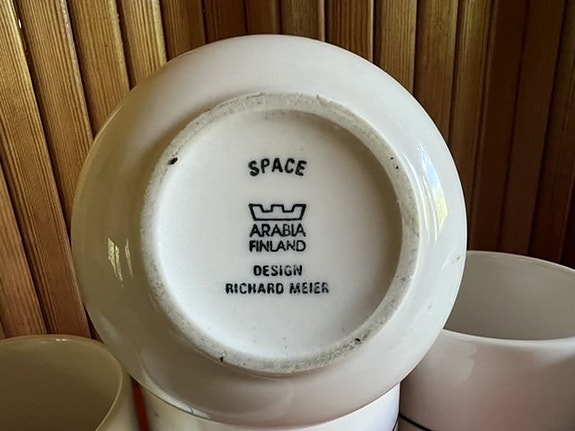 SPACE
ARABIA
FINLAND
DESIGN
RICHARD MEIER